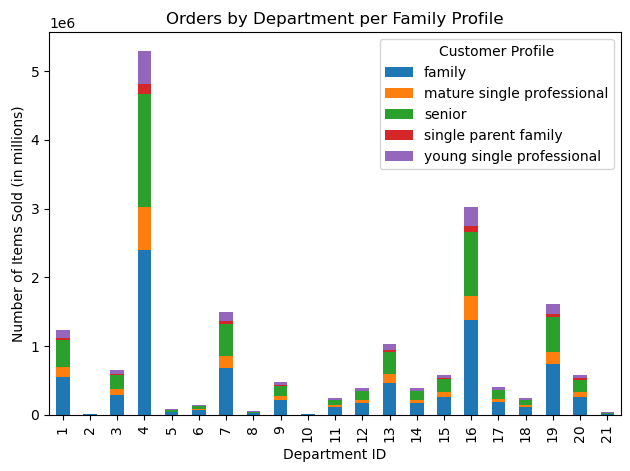 Orders by Department per Family Profile
1e6
Customer Profile
family
mature single professional
senior
single parent family
young single professional
Number of Items Sold (in millions)
5
4
3
2
1
0
1 2 3 4 5 6 7 8 9 10 11 12 13 14 15 16 17 18 19 20 21
Department ID